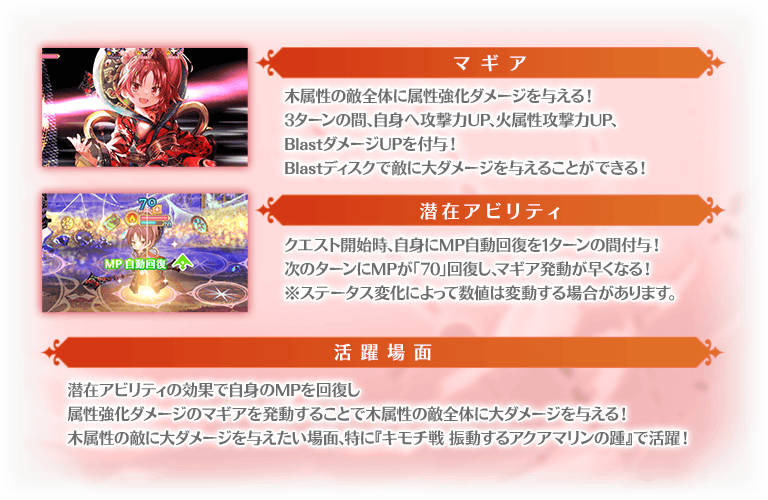 マギア
木属性の敵全体に属性強化ダメージを与える！
3ターンの間、自身へ攻撃力UP、火属性攻撃力UP、
BlastダメージUPを付与！
Blastディスクで敵に大ダメージを与えることができる！
70
MP自動回復
潜在アビリティ
クエスト開始時、自身にMP自動回復を1ターンの間付与！
次のターンにMPが「70」回復し、マギア発動が早くなる！
※ステータス変化によって数値は変動する場合があります。
活躍場面
潜在アビリティの効果で自身のMPを回復し
属性強化ダメージのマギアを発動することで木属性の敵全体に大ダメージを与える！
木属性の敵に大ダメージを与えたい場面、特に『キモチ戦 振動するアクアマリンの踵』で活躍！